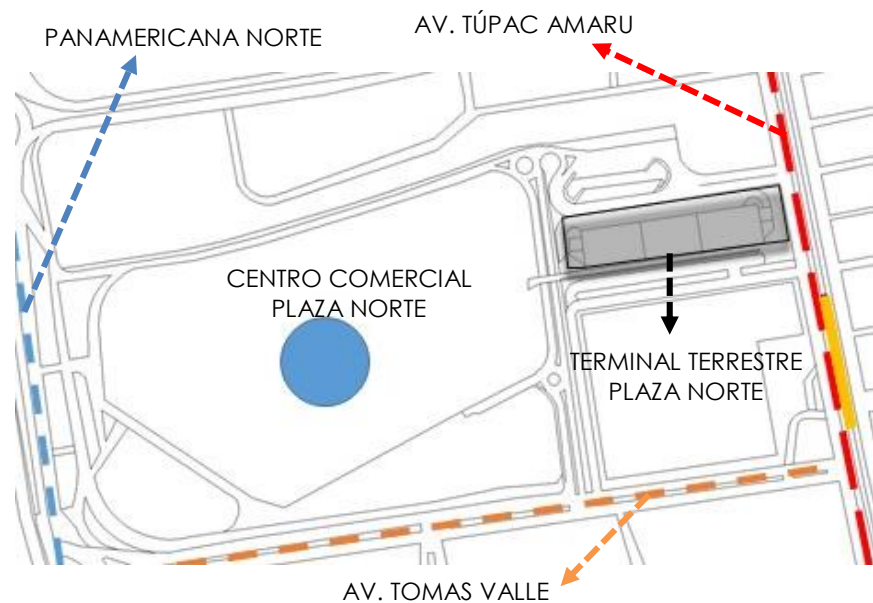 PANAMERICANA NORTE
AV. TÚPAC AMARU
CENTRO COMERCIAL
PLAZA NORTE
TERMINAL TERRESTRE
PLAZA NORTE
AV. TOMAS VALLE